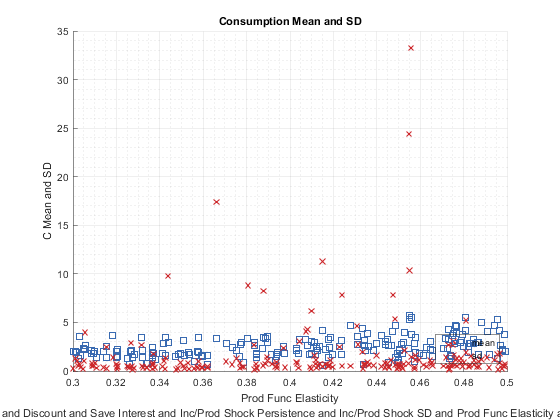 Consumption Mean and SD
35
30
25
20
15
10
5
0
C Mean and SD
mean
0.3 0.32 0.34 0.36 0.38 0.4 0.42 0.44 0.46 0.48 0.5
Prod Func Elasticity
and Discount and Save Interest and Inc/Prod Shock Persistence and Inc/Prod Shock SD and Prod Func Elasticity a